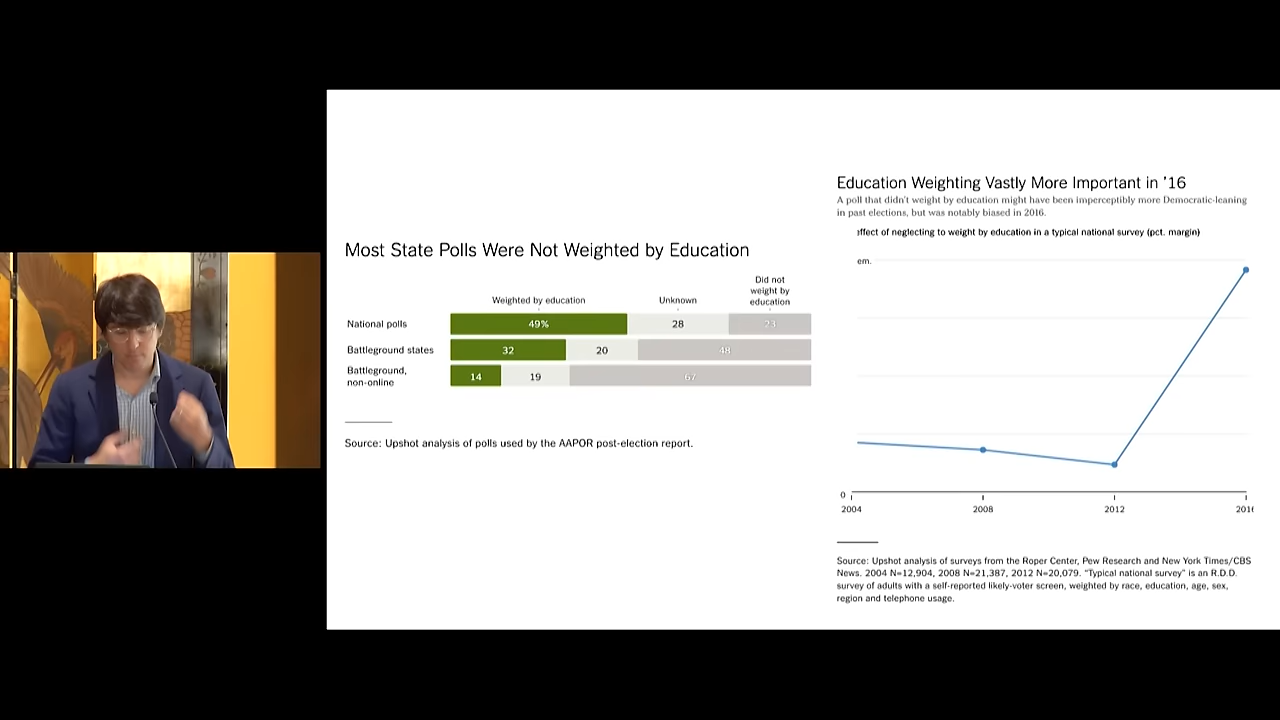 Most State Polls Were Not Weighted by Education
Did not
weight by
Weighted by education Unknown education
National polls 49% 28 23
Battleground states 32 20 48
Battleground,
non-online 14 19 67
Source: Upshot analysis of polls used by the AAPOR post-election report.
Education Weighting Vastly More Important in ’16
A poll that didn't weight by education might have been imperceptibly more Democratic-leaning
in past elections, but was notably biased in 2016.
ffect of neglecting to weight by education in a typical national survey (pct. margin)
em.
0
2004 2008 2012 2016
Source: Upshot analysis of surveys from the Roper Center, Pew Research and New York Times/CBS
News. 2004 N=12,904, 2008 N=21,387, 2012 N=20,079. “Typical national survey” is an R.D.D.
survey of adults with a self-reported likely-voter screen, weighted by race, education, age, sex,
region and telephone usage.